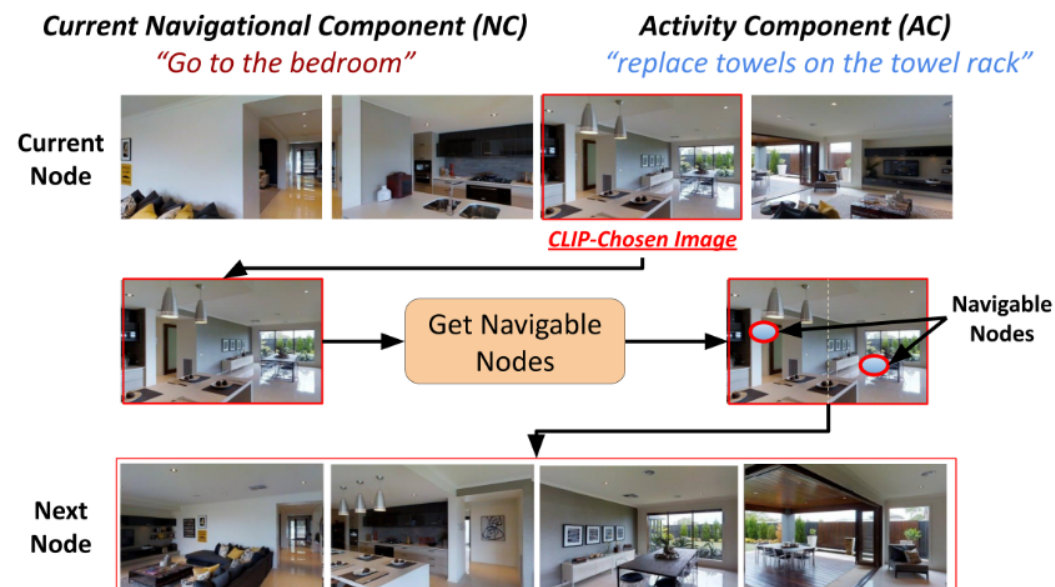 Current Navigational Component (NC)
Activity Component (AC)
“Go to the bedroom”
“replace towels on the towel rack”
Current
Node
CLIP-Chosen Image
Get Navigable
Nodes
Navigable
Nodes
Next
Node